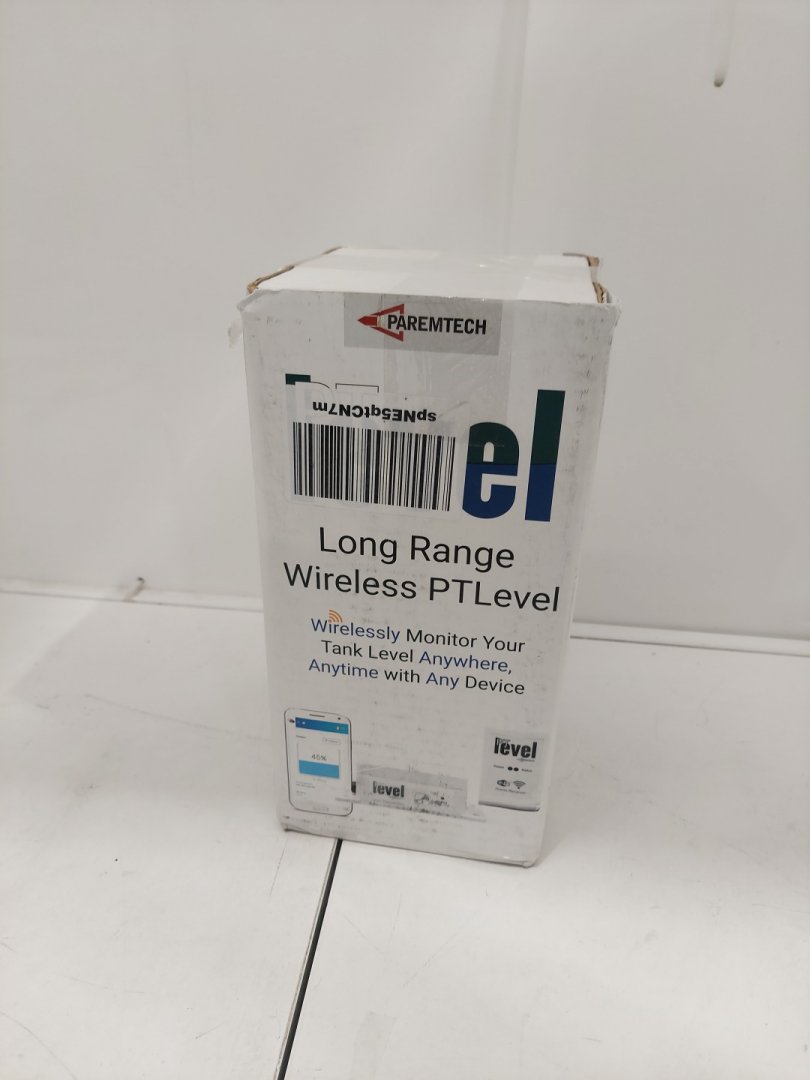 PAREMTECH
spNE5qtCN7m
el
Long Range
Wireless PTLevel
Wirelessly Monitor Your
Tank Level Anywhere,
Anytime with Any Device
45%
level
level